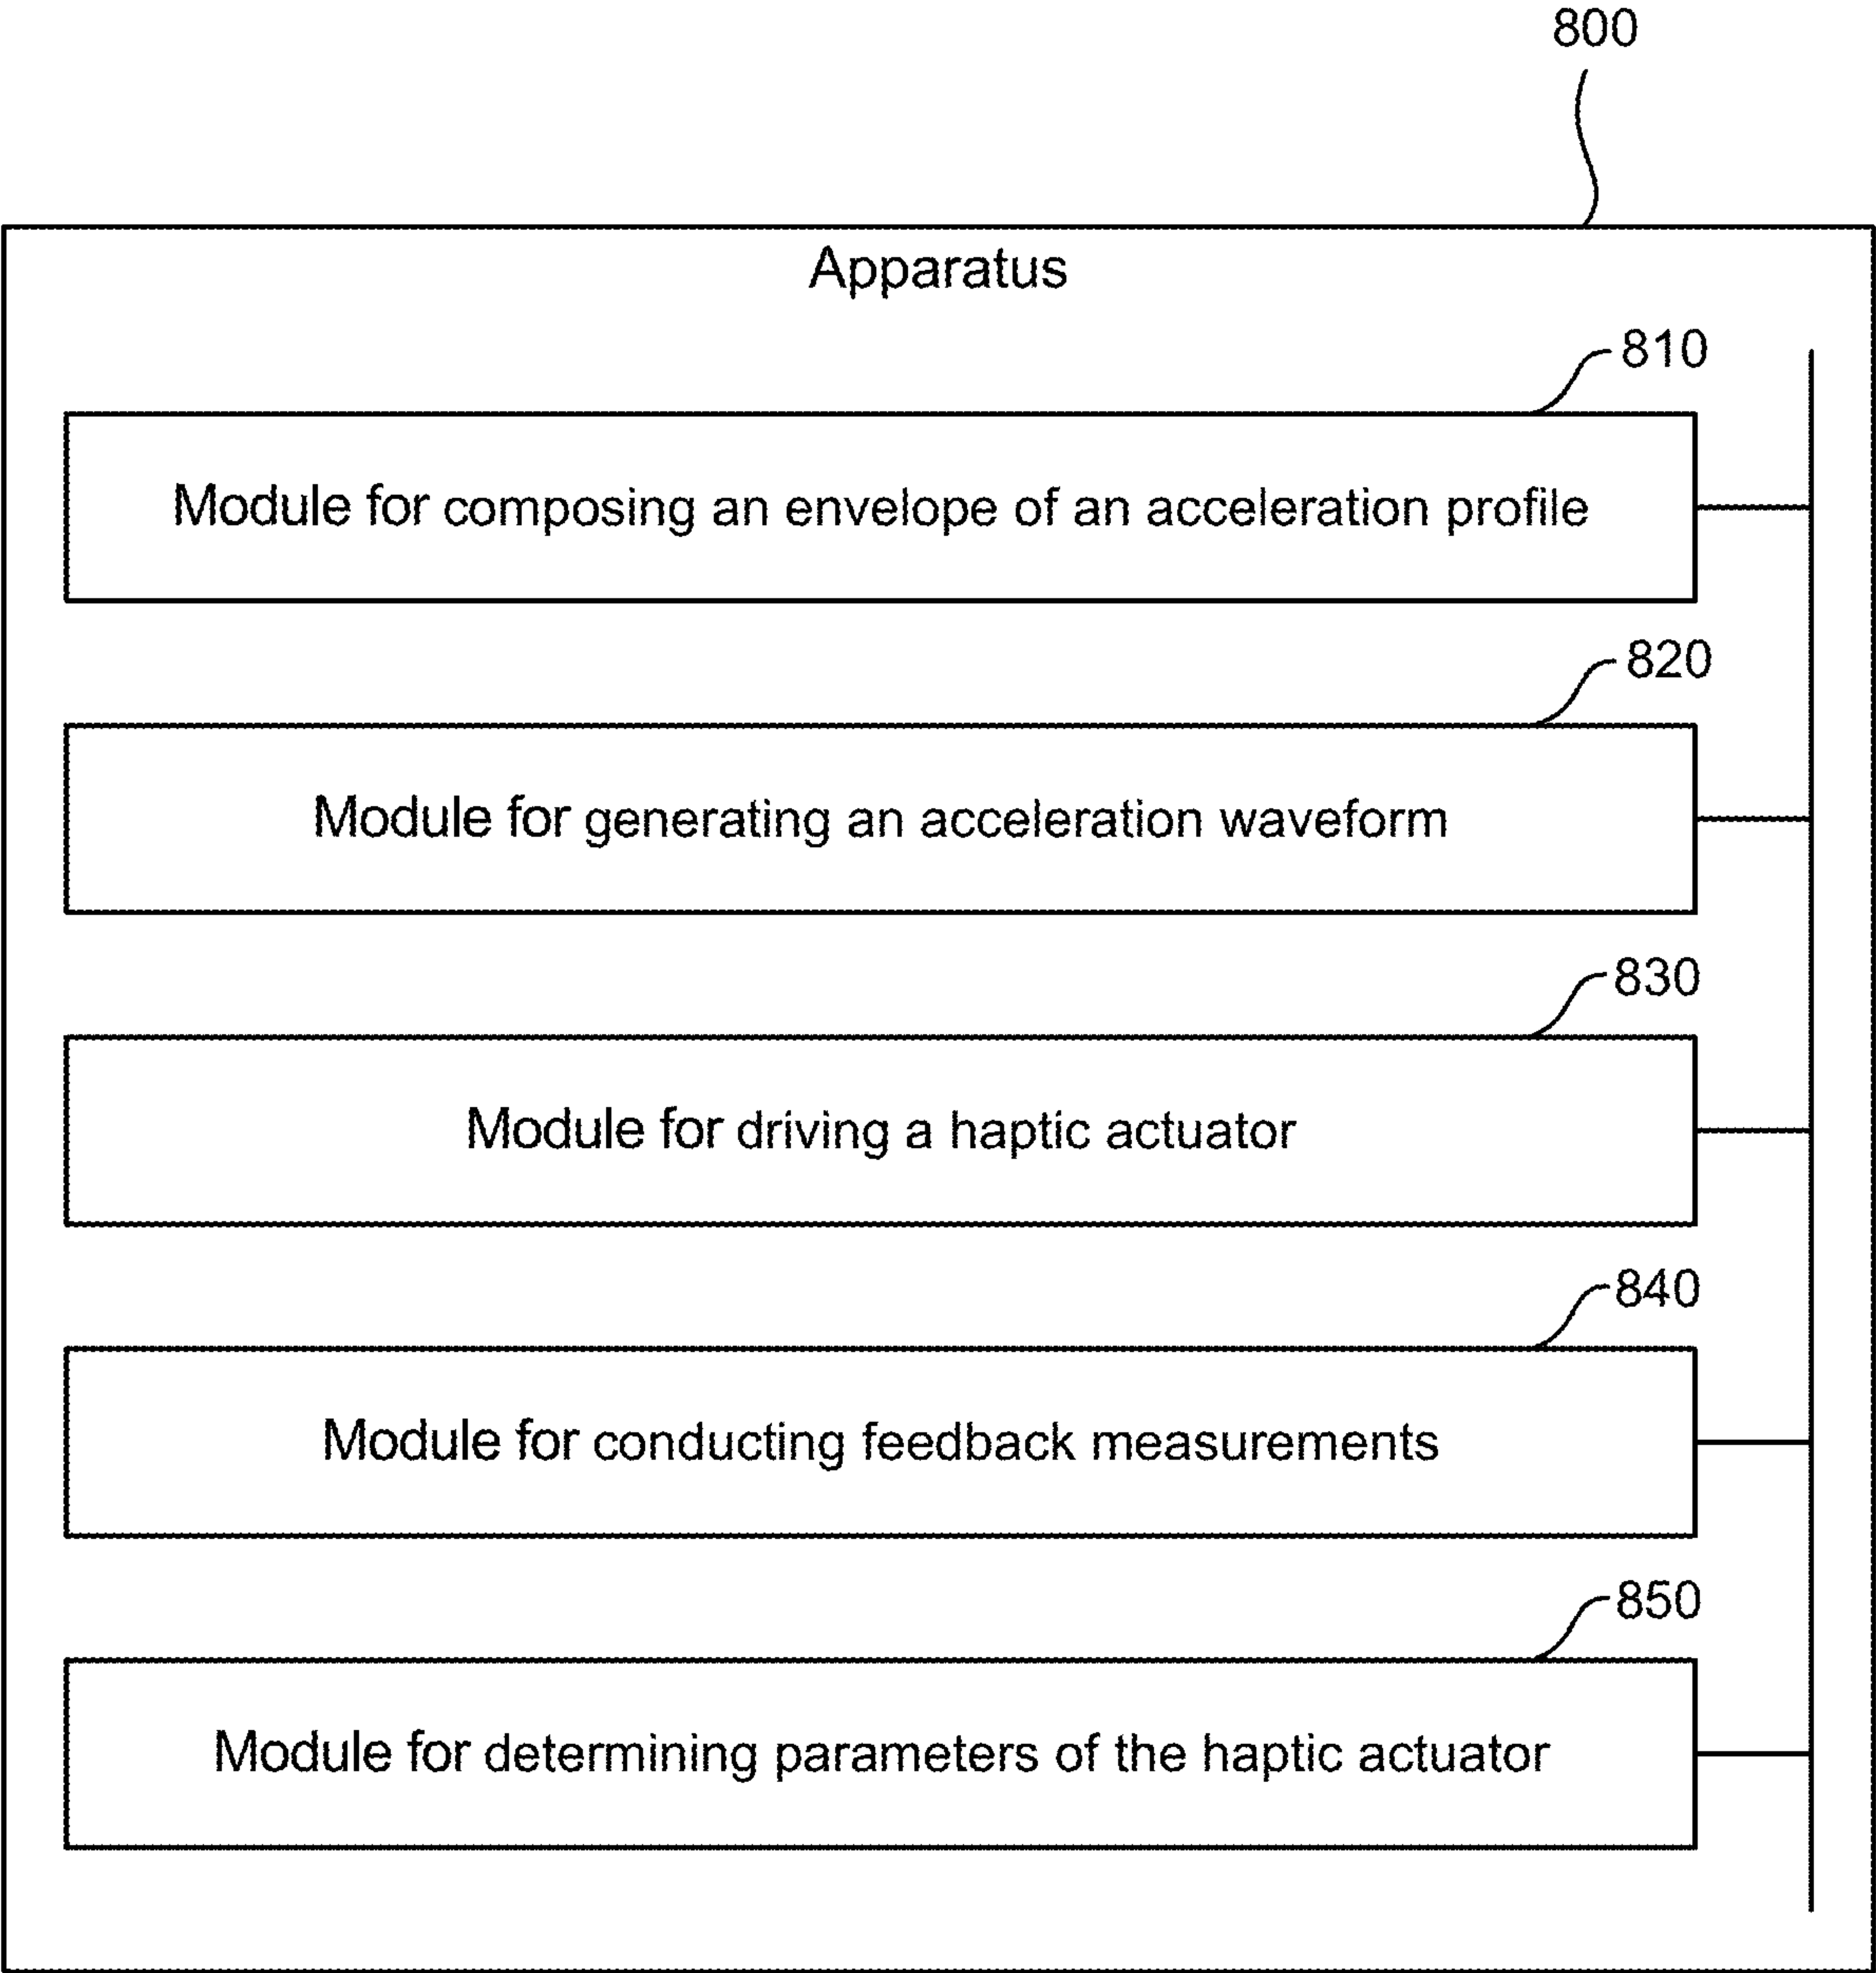 800
Apparatus
810
Module for composing an envelope of an acceleration profile
820
Module for generating an acceleration waveform
830
Module for driving a haptic actuator
840
Module for conducting feedback measurements
850
Module for determining parameters of the haptic actuator